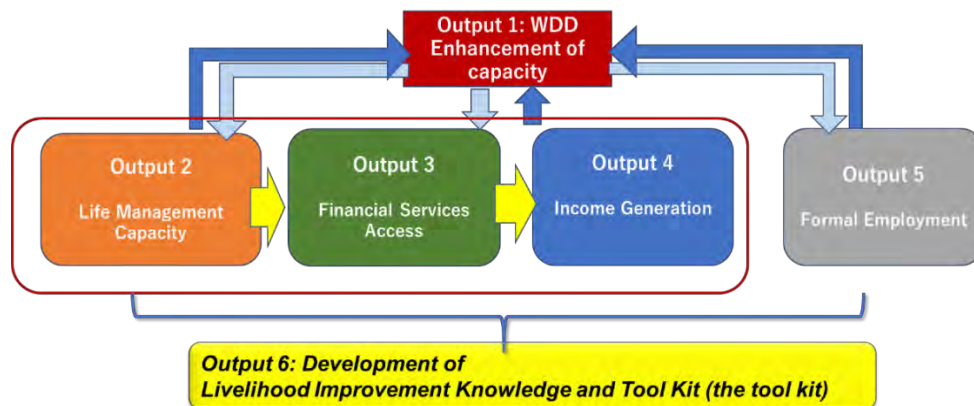 Output 1: WDD
Enhancement of
capacity
Output 2
Life Management
Capacity
Output 3
Financial Services
Access
Output 4
Income Generation
Output 5
Formal Employment
Output 6: Development of
Livelihood Improvement Knowledge and Tool Kit (the tool kit)